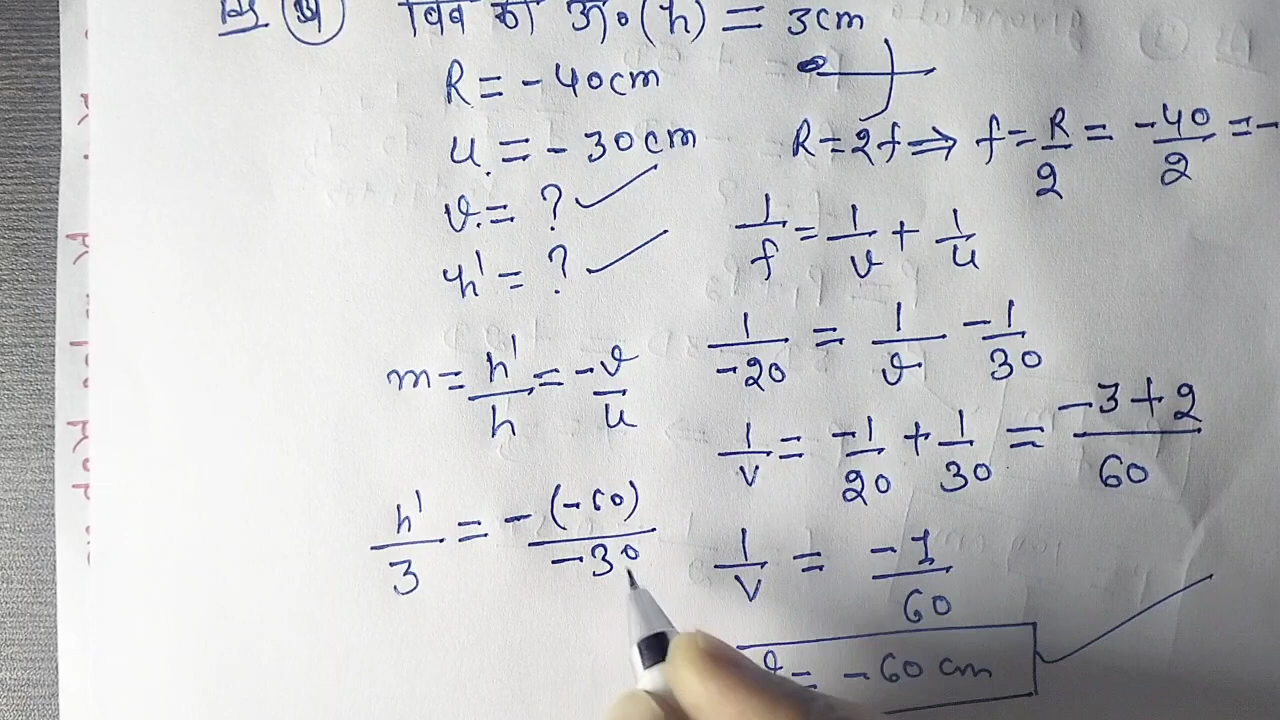 का ऊ० (h) = 3cm
R = -40cm
u = -30cm
R = 2f ⇒ f = R/2 = -40/2 = -
v = ?
h' = ?
1/f = 1/v + 1/u
1/-20 = 1/v - 1/30
m = h'/h = -v/u
1/v = -1/20 + 1/30 = -3+2/60
h'/3 = -(-60)/-30
1/v = -1/60
v = -60 cm